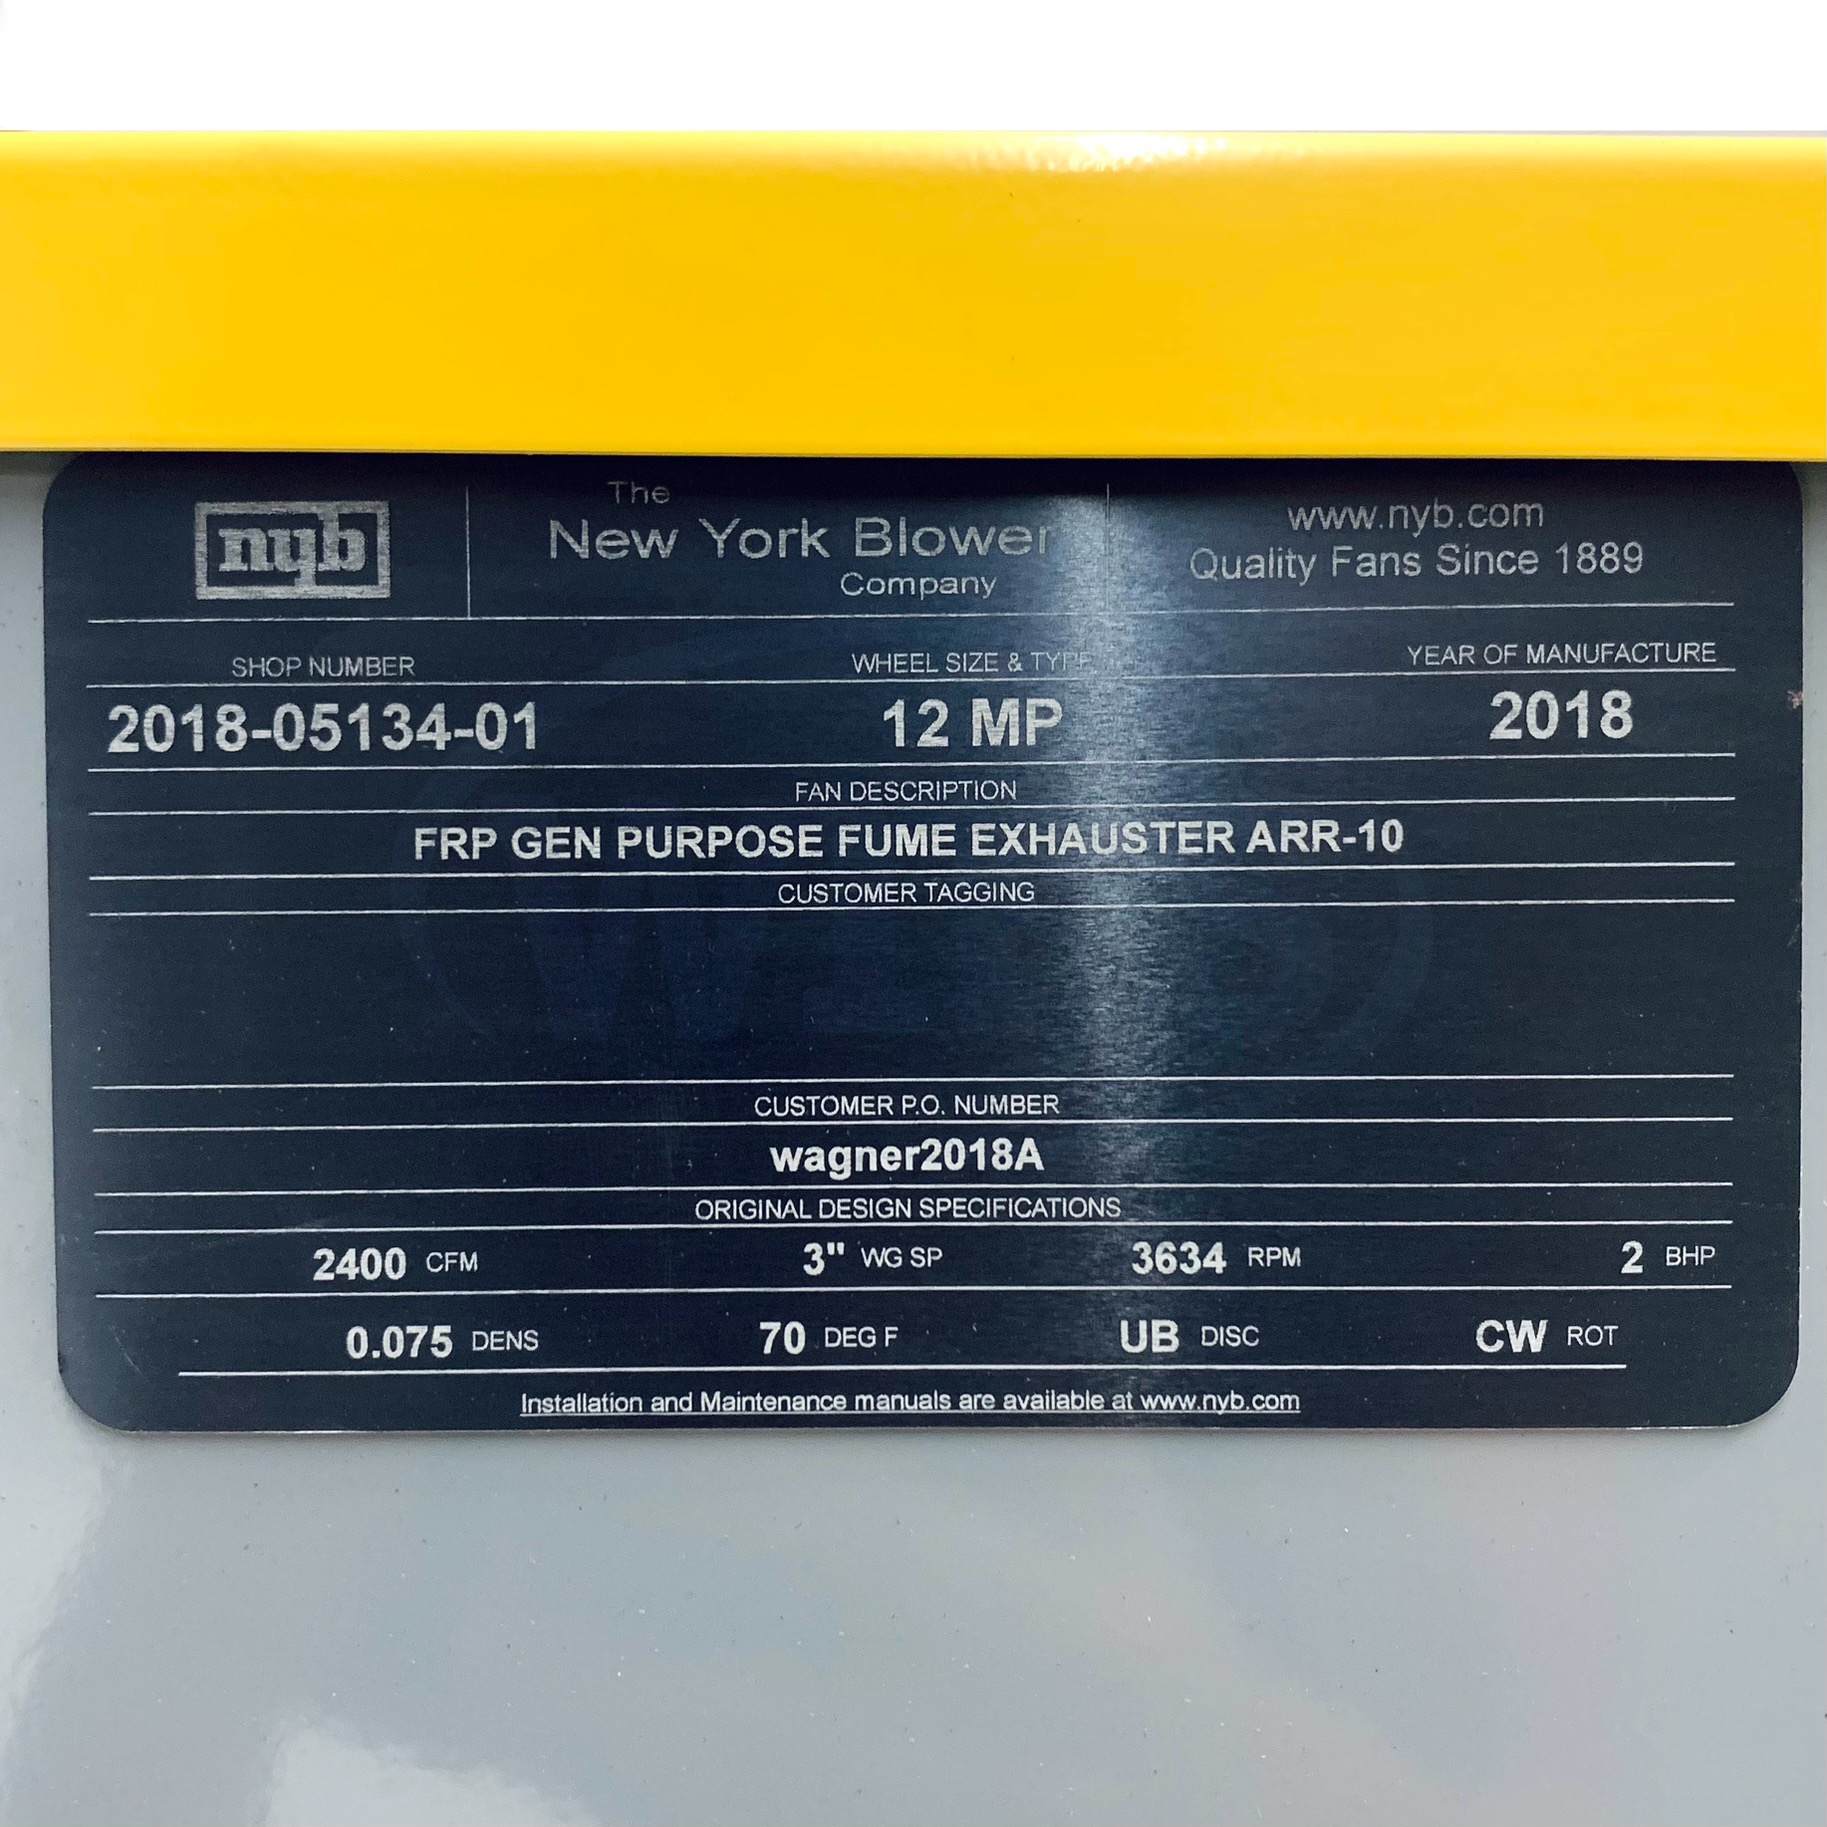 nyb
The
New York Blower
Company
www.nyb.com
Quality Fans Since 1889
SHOP NUMBER WHEEL SIZE & TYPE YEAR OF MANUFACTURE
2018-05134-01 12 MP 2018
FAN DESCRIPTION
FRP GEN PURPOSE FUME EXHAUSTER ARR-10
CUSTOMER TAGGING
CUSTOMER P.O. NUMBER
wagner2018A
ORIGINAL DESIGN SPECIFICATIONS
2400 CFM 3" WG SP 3634 RPM 2 BHP
0.075 DENS 70 DEG F UB DISC CW ROT
Installation and Maintenance manuals are available at www.nyb.com